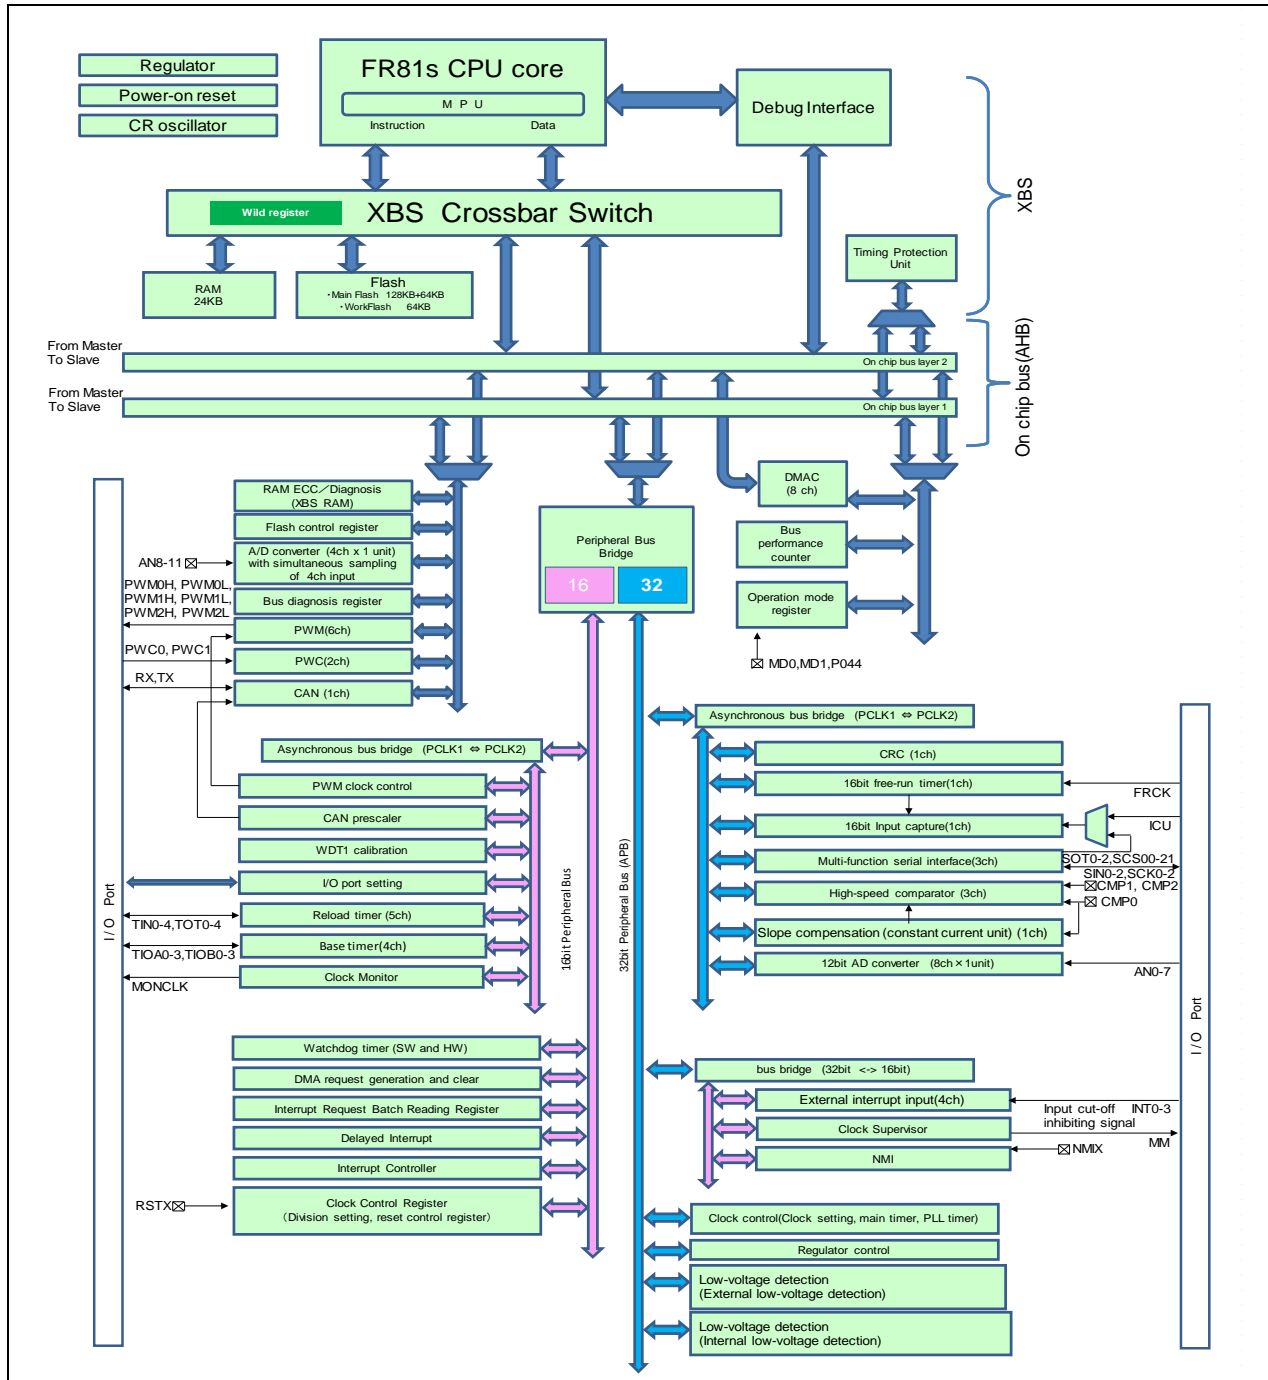 Regulator
Power-on reset
CR oscillator
FR81s CPU core
M P U
Instruction
Data
Debug Interface
XBS
Wild register
XBS Crossbar Switch
RAM
24KB
Flash
・Main Flash 128KB+64KB
・WorkFlash 64KB
Timing Protection
Unit
On chip bus(AHB)
From Master
To Slave
On chip bus layer 2
From Master
To Slave
On chip bus layer 1
RAM ECC／Diagnosis
(XBS RAM)
Flash control register
A/D converter (4ch x 1 unit)
with simultaneous sampling
of 4ch input
AN8-11
PWM0H, PWM0L,
PWM1H, PWM1L,
PWM2H, PWM2L
Bus diagnosis register
PWM(6ch)
PWC0, PWC1
PWC(2ch)
RX,TX
CAN (1ch)
Peripheral Bus
Bridge
16
32
DMAC
(8 ch)
Bus
performance
counter
Operation mode
register
MD0,MD1,P044
Asynchronous bus bridge (PCLK1 ⇔ PCLK2)
PWM clock control
CAN prescaler
WDT1 calibration
I/O port setting
Reload timer (5ch)
TIN0-4,TOT0-4
Base timer(4ch)
TIOA0-3,TIOB0-3
Clock Monitor
MONCLK
I/O Port
16bit Peripheral Bus
32bit Peripheral Bus (APB)
Asynchronous bus bridge (PCLK1 ⇔ PCLK2)
CRC (1ch)
16bit free-run timer(1ch)
FRCK
16bit Input capture(1ch)
ICU
Multi-function serial interface(3ch)
SOT0-2,SCS00-21
SIN0-2,SCK0-2
High-speed comparator (3ch)
CMP1, CMP2
CMP0
Slope compensation (constant current unit) (1ch)
12bit AD converter (8ch×1unit)
AN0-7
I/O Port
Watchdog timer (SW and HW)
DMA request generation and clear
Interrupt Request Batch Reading Register
Delayed Interrupt
Interrupt Controller
RSTX
Clock Control Register
（Division setting, reset control register）
bus bridge (32bit <-> 16bit)
External interrupt input(4ch)
Input cut-off INT0-3
inhibiting signal
Clock Supervisor
MM
NMI
NMIX
Clock control(Clock setting, main timer, PLL timer)
Regulator control
Low-voltage detection
(External low-voltage detection)
Low-voltage detection
(Internal low-voltage detection)